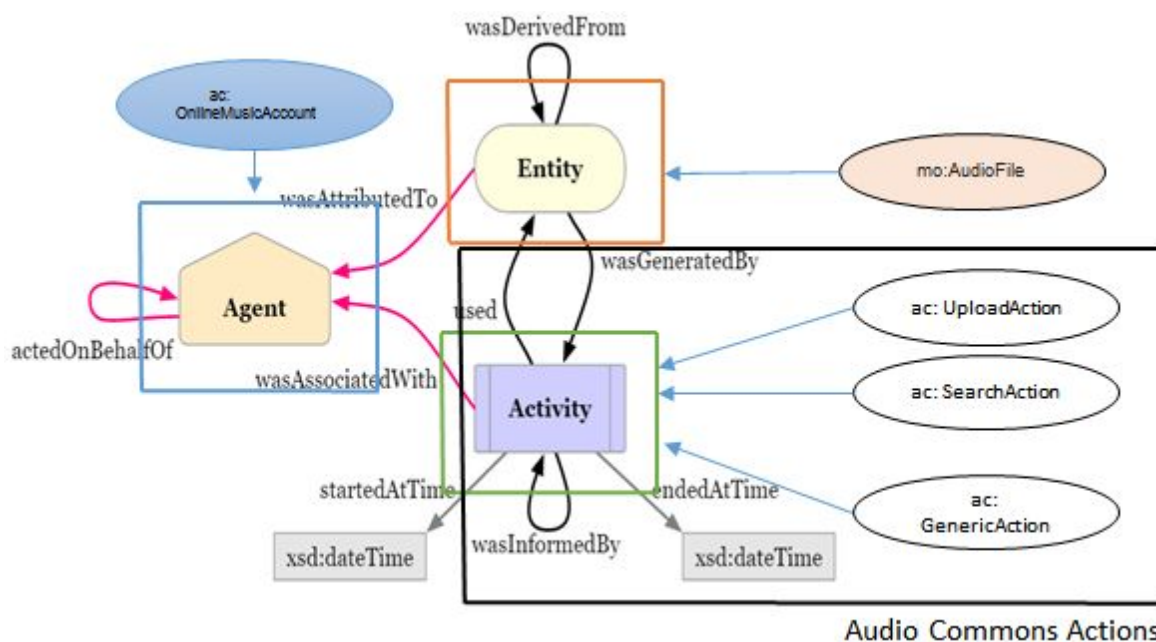 wasDerivedFrom
ac:
OnlineMusicAccount
Entity
mo:AudioFile
wasAttributedTo
wasGeneratedBy
Agent
used
ac: UploadAction
actedOnBehalfOf
wasAssociatedWith
Activity
ac: SearchAction
startedAtTime
endedAtTime
ac:
GenericAction
wasInformedBy
xsd:dateTime
xsd:dateTime
Audio Commons Actions